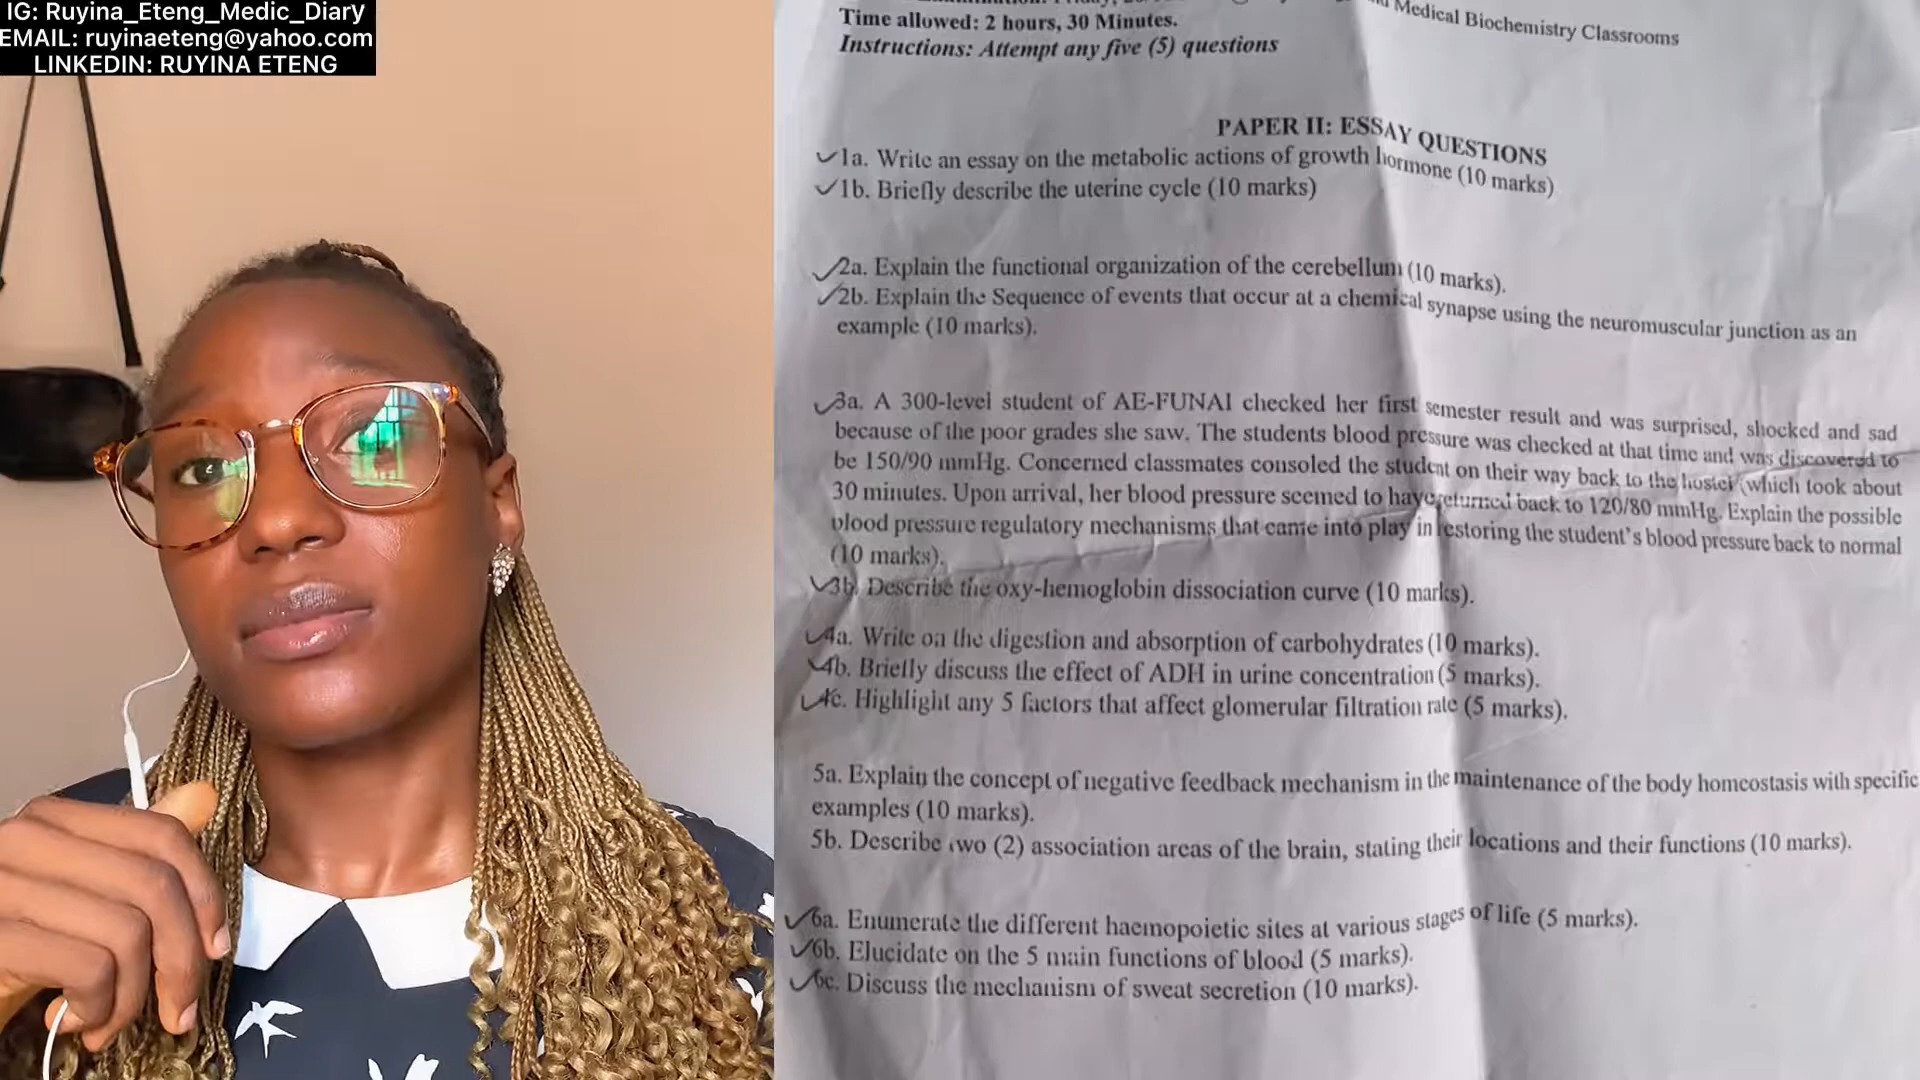 IG: Ruyina_Eteng_Medic_Diary
EMAIL: ruyinaeteng@yahoo.com
LINKEDIN: RUYINA ETENG
Medical Biochemistry Classrooms
Time allowed: 2 hours, 30 Minutes.
Instructions: Attempt any five (5) questions
PAPER II: ESSAY QUESTIONS
1a. Write an essay on the metabolic actions of growth hormone (10 marks)
1b. Briefly describe the uterine cycle (10 marks)
2a. Explain the functional organization of the cerebellum (10 marks).
2b. Explain the Sequence of events that occur at a chemical synapse using the neuromuscular junction as an
example (10 marks).
3a. A 300-level student of AE-FUNAI checked her first semester result and was surprised, shocked and sad
because of the poor grades she saw. The students blood pressure was checked at that time and was discovered to
be 150/90 mmHg. Concerned classmates consoled the student on their way back to the hostel (which took about
30 minutes. Upon arrival, her blood pressure seemed to have returned back to 120/80 mmHg. Explain the possible
blood pressure regulatory mechanisms that came into play in restoring the student's blood pressure back to normal
(10 marks).
3b. Describe the oxy-hemoglobin dissociation curve (10 marks).
4a. Write on the digestion and absorption of carbohydrates (10 marks).
4b. Briefly discuss the effect of ADH in urine concentration (5 marks).
4c. Highlight any 5 factors that affect glomerular filtration rate (5 marks).
5a. Explain the concept of negative feedback mechanism in the maintenance of the body homeostasis with specific
examples (10 marks).
5b. Describe two (2) association areas of the brain, stating their locations and their functions (10 marks).
6a. Enumerate the different haemopoietic sites at various stages of life (5 marks).
6b. Elucidate on the 5 main functions of blood (5 marks).
6c. Discuss the mechanism of sweat secretion (10 marks).